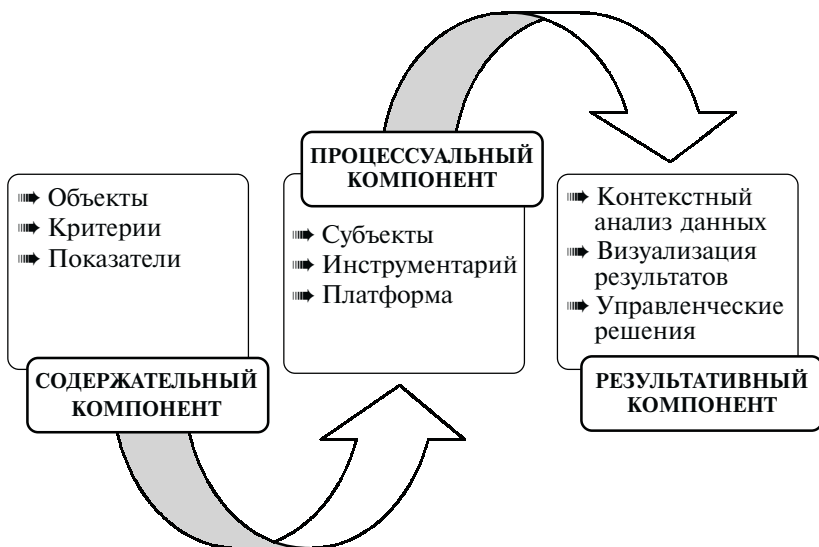 Объекты
Критерии
Показатели
СОДЕРЖАТЕЛЬНЫЙ
КОМПОНЕНТ
ПРОЦЕССУАЛЬНЫЙ
КОМПОНЕНТ
Субъекты
Инструментарий
Платформа
Контекстный
анализ данных
Визуализация
результатов
Управленческие
решения
РЕЗУЛЬТАТИВНЫЙ
КОМПОНЕНТ